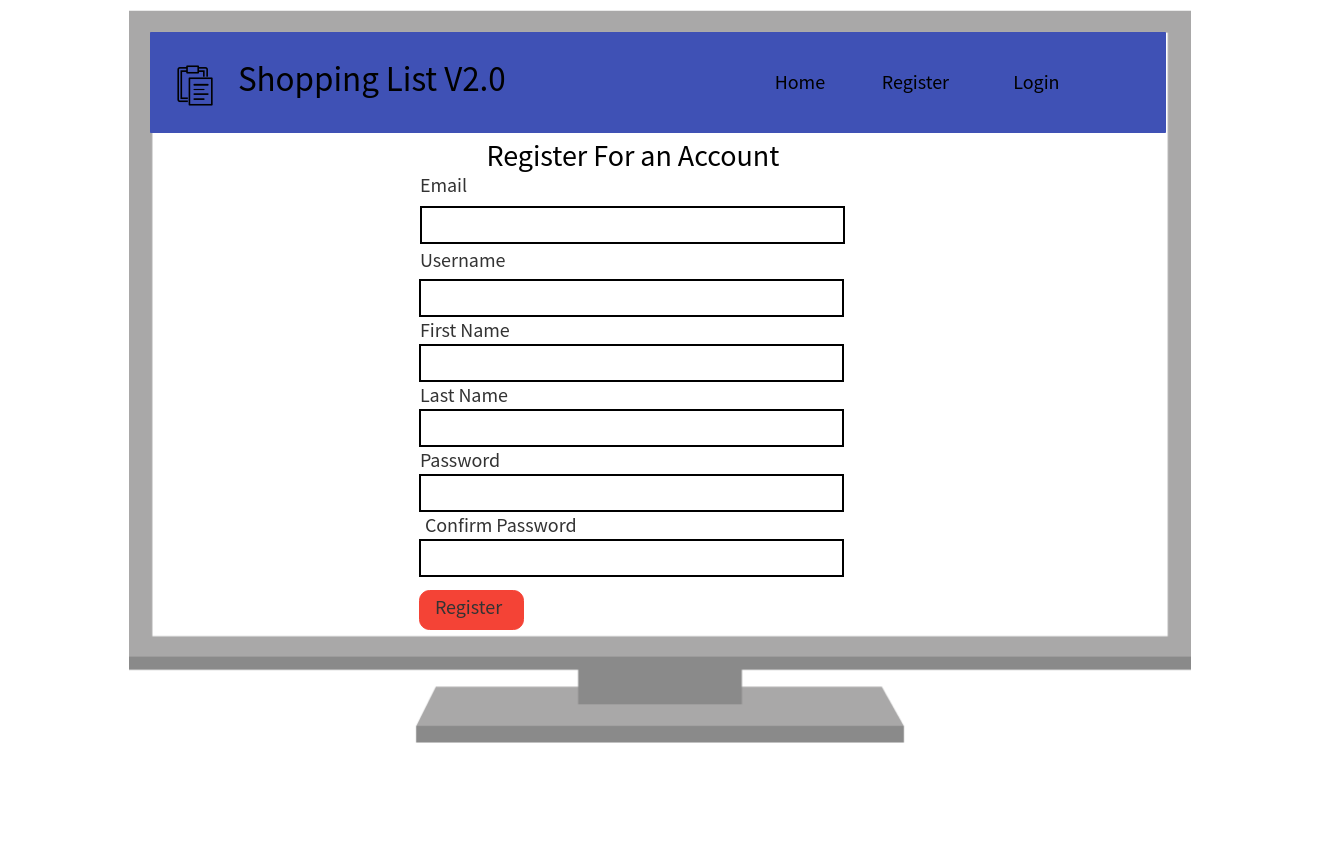 Shopping List V2.0
Home Register Login
Register For an Account
Email
Username
First Name
Last Name
Password
Confirm Password
Register